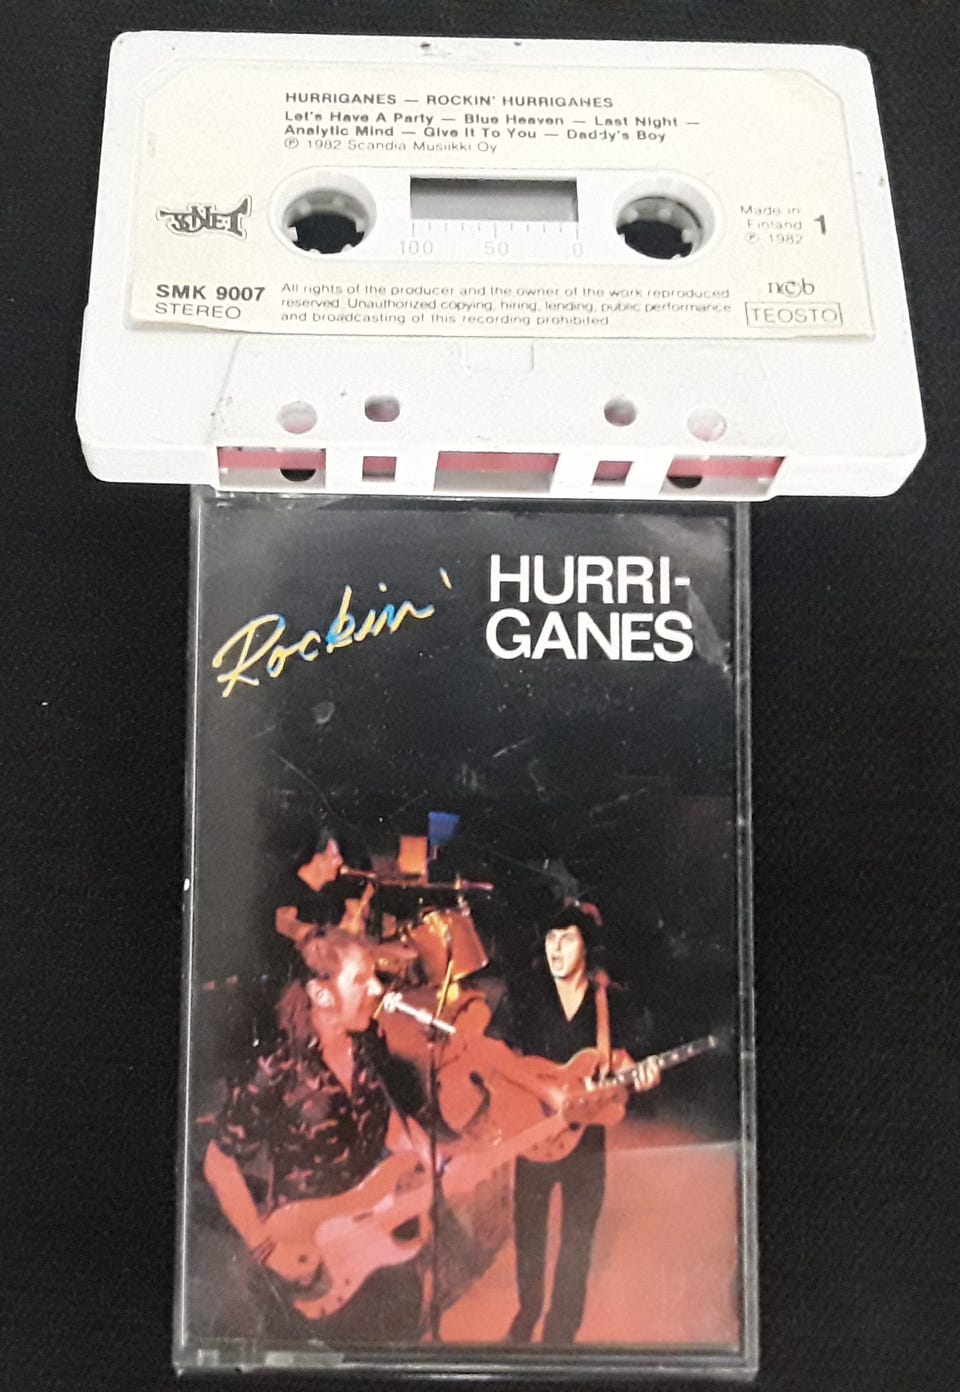 HURRIGANES — ROCKIN' HURRIGANES
Let's Have A Party — Blue Heaven — Last Night —
Analytic Mind — Give It To You — Daddy's Boy
℗ 1982 Scandia Musiikki Oy
SONET
100 50 0
Made in
Finland
℗ 1982
1
SMK 9007
STEREO
All rights of the producer and the owner of the work reproduced
reserved. Unauthorized copying, hiring, lending, public performance
and broadcasting of this recording prohibited
ncb
TEOSTO
Rockin'
HURRI-
GANES